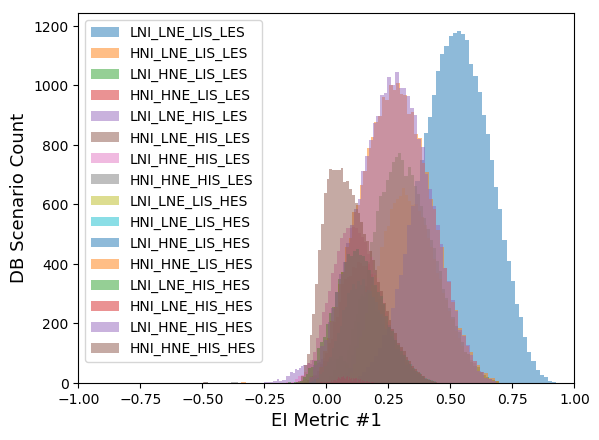 1200
1000
800
600
400
200
0
DB Scenario Count
LNI_LNE_LIS_LES
HNI_LNE_LIS_LES
LNI_HNE_LIS_LES
HNI_HNE_LIS_LES
LNI_LNE_HIS_LES
HNI_LNE_HIS_LES
LNI_HNE_HIS_LES
HNI_HNE_HIS_LES
LNI_LNE_LIS_HES
HNI_LNE_LIS_HES
LNI_HNE_LIS_HES
HNI_HNE_LIS_HES
LNI_LNE_HIS_HES
HNI_LNE_HIS_HES
LNI_HNE_HIS_HES
HNI_HNE_HIS_HES
−1.00 −0.75 −0.50 −0.25 0.00 0.25 0.50 0.75 1.00
EI Metric #1